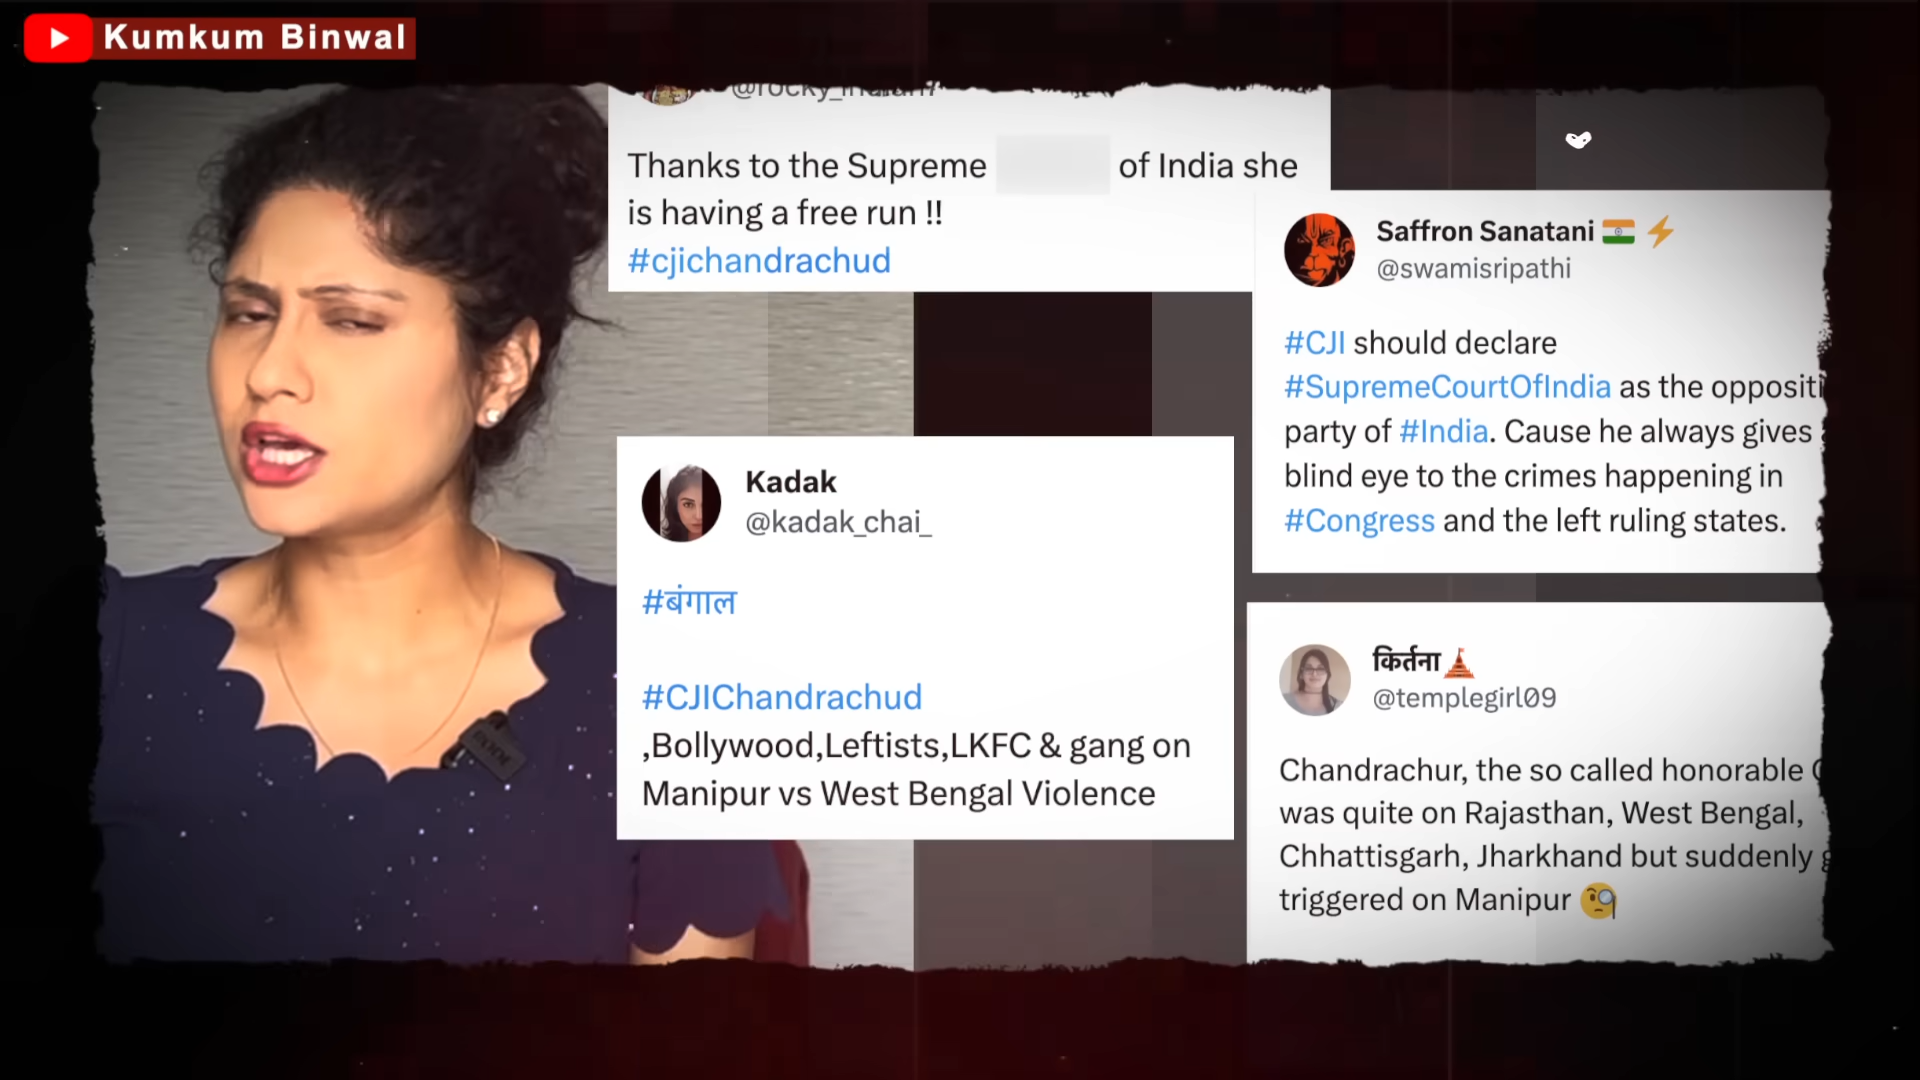 Kumkum Binwal
Thanks to the Supreme of India she
is having a free run !!
#cjichandrachud
Saffron Sanatani
@swamisripathi
#CJI should declare
#SupremeCourtOfIndia as the
party of #India. Cause he always gives
blind eye to the crimes happening in
#Congress and the left ruling states.
Kadak
@kadak_chai_
#बंगाल
#CJIChandrachud
,Bollywood,Leftists,LKFC & gang on
Manipur vs West Bengal Violence
किर्तना
@templegirl09
Chandrachur, the so called honorable
was quite on Rajasthan, West Bengal,
Chhattisgarh, Jharkhand but suddenly
triggered on Manipur